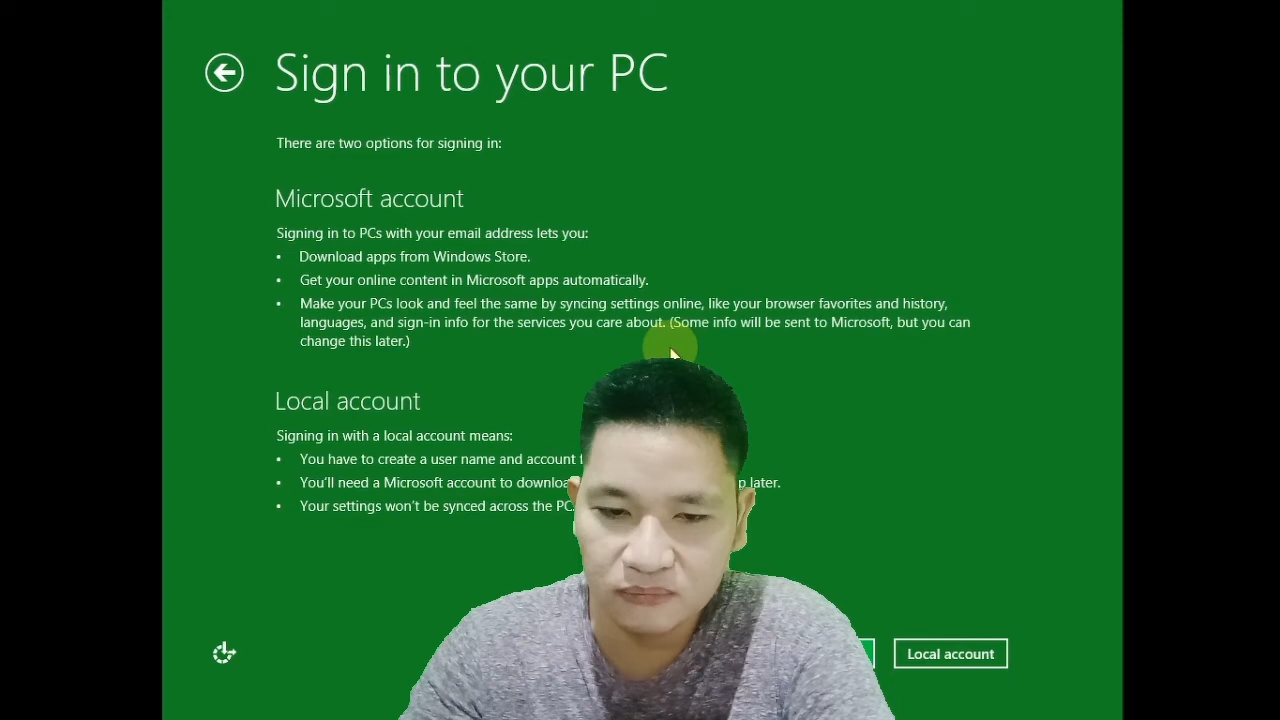 Sign in to your PC
There are two options for signing in:
Microsoft account
Signing in to PCs with your email address lets you:
• Download apps from Windows Store.
• Get your online content in Microsoft apps automatically.
• Make your PCs look and feel the same by syncing settings online, like your browser favorites and history,
languages, and sign-in info for the services you care about. (Some info will be sent to Microsoft, but you can
change this later.)
Local account
Signing in with a local account means:
• You have to create a user name and account
• You'll need a Microsoft account to later.
• Your settings won't be synced across the
Local account